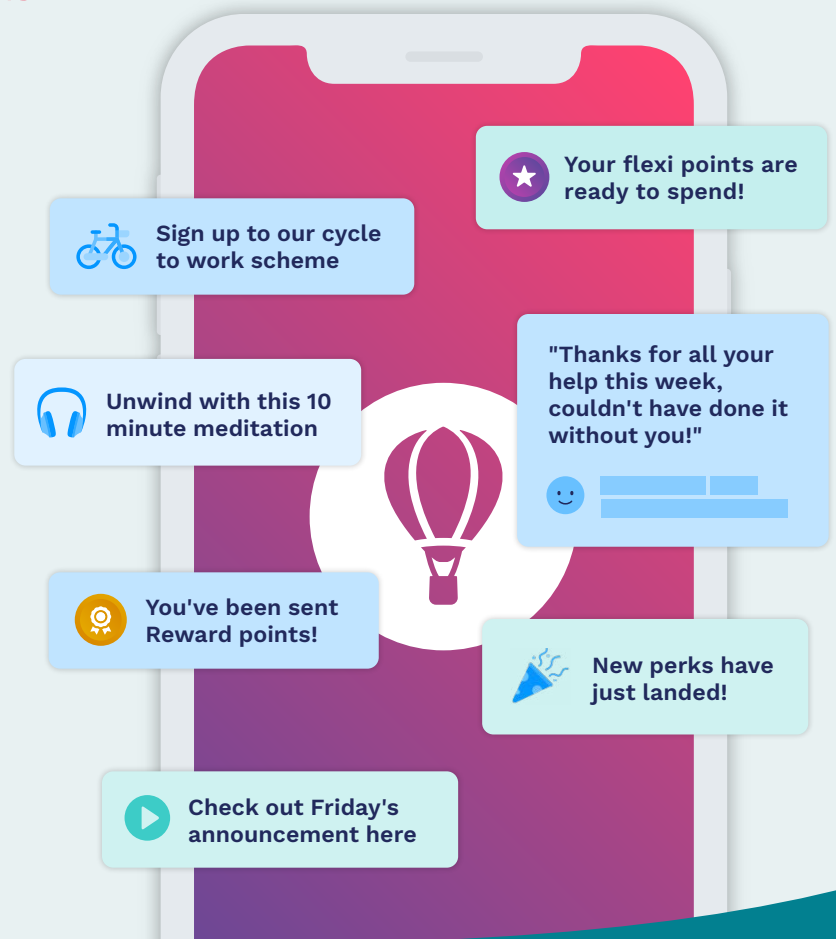 Your flexi points are
ready to spend!
Sign up to our cycle
to work scheme
"Thanks for all your
help this week,
couldn't have done it
without you!"
Unwind with this 10
minute meditation
You've been sent
Reward points!
New perks have
just landed!
Check out Friday's
announcement here